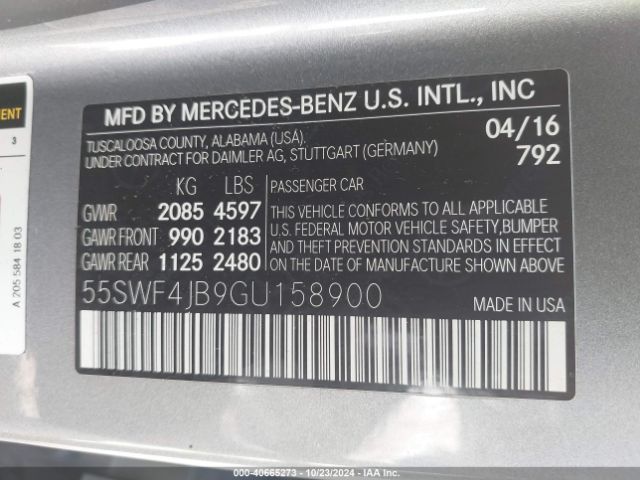 MENT
3
A 205 584 18 03
MFD BY MERCEDES-BENZ U.S. INTL., INC
TUSCALOOSA COUNTY, ALABAMA (USA).
UNDER CONTRACT FOR DAIMLER AG, STUTTGART (GERMANY)
04/16
792
KG LBS
GVWR 2085 4597
GAWR FRONT 990 2183
GAWR REAR 1125 2480
PASSENGER CAR
THIS VEHICLE CONFORMS TO ALL APPLICABLE
U.S. FEDERAL MOTOR VEHICLE SAFETY,BUMPER
AND THEFT PREVENTION STANDARDS IN EFFECT
ON THE DATE OF MANUFACTURE SHOWN ABOVE
55SWF4JB9GU158900
MADE IN USA
000 - 40665273 - 10/23/2024 - IAA Inc.